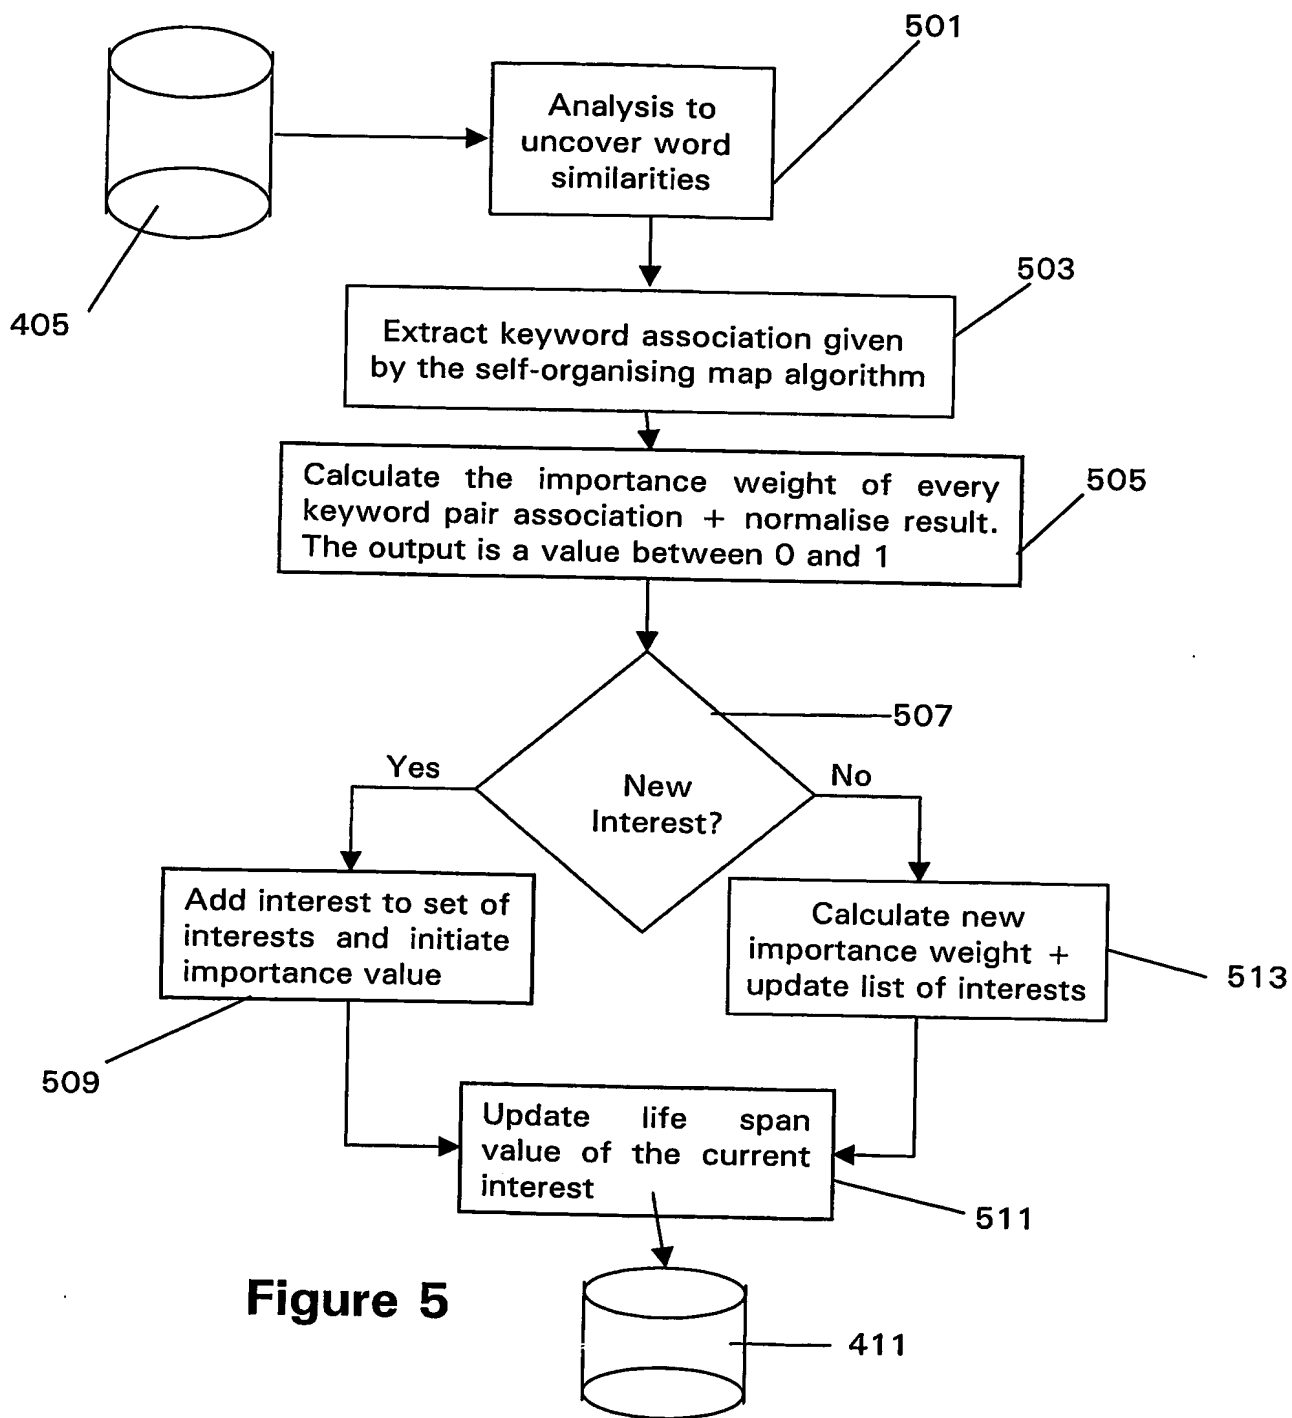 501
Analysis to
uncover word
similarities
405
503
Extract keyword association given
by the self-organising map algorithm
505
Calculate the importance weight of every
keyword pair association + normalise result.
The output is a value between 0 and 1
507
New
Interest?
Yes
No
Add interest to set of
interests and initiate
importance value
509
Calculate new
importance weight +
update list of interests
513
Update life span
value of the current
interest
511
Figure 5
411